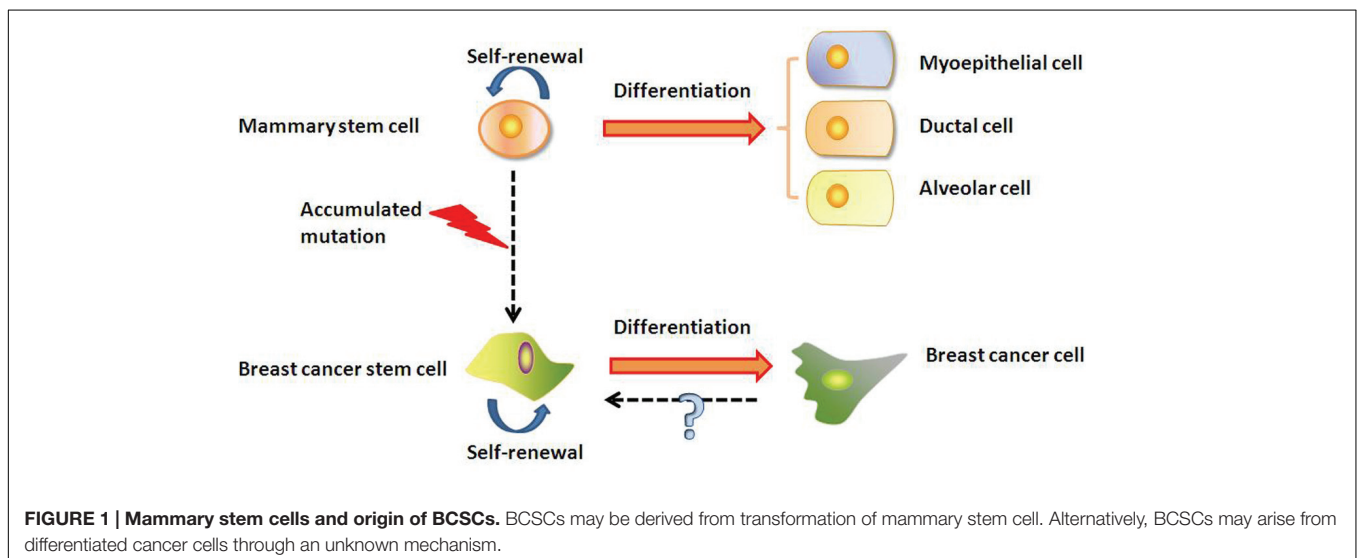 Self-renewal
Mammary stem cell
Differentiation
Myoepithelial cell
Ductal cell
Alveolar cell
Accumulated
mutation
Breast cancer stem cell
Differentiation
Breast cancer cell
?
Self-renewal
FIGURE 1 | Mammary stem cells and origin of BCSCs. BCSCs may be derived from transformation of mammary stem cell. Alternatively, BCSCs may arise from
differentiated cancer cells through an unknown mechanism.